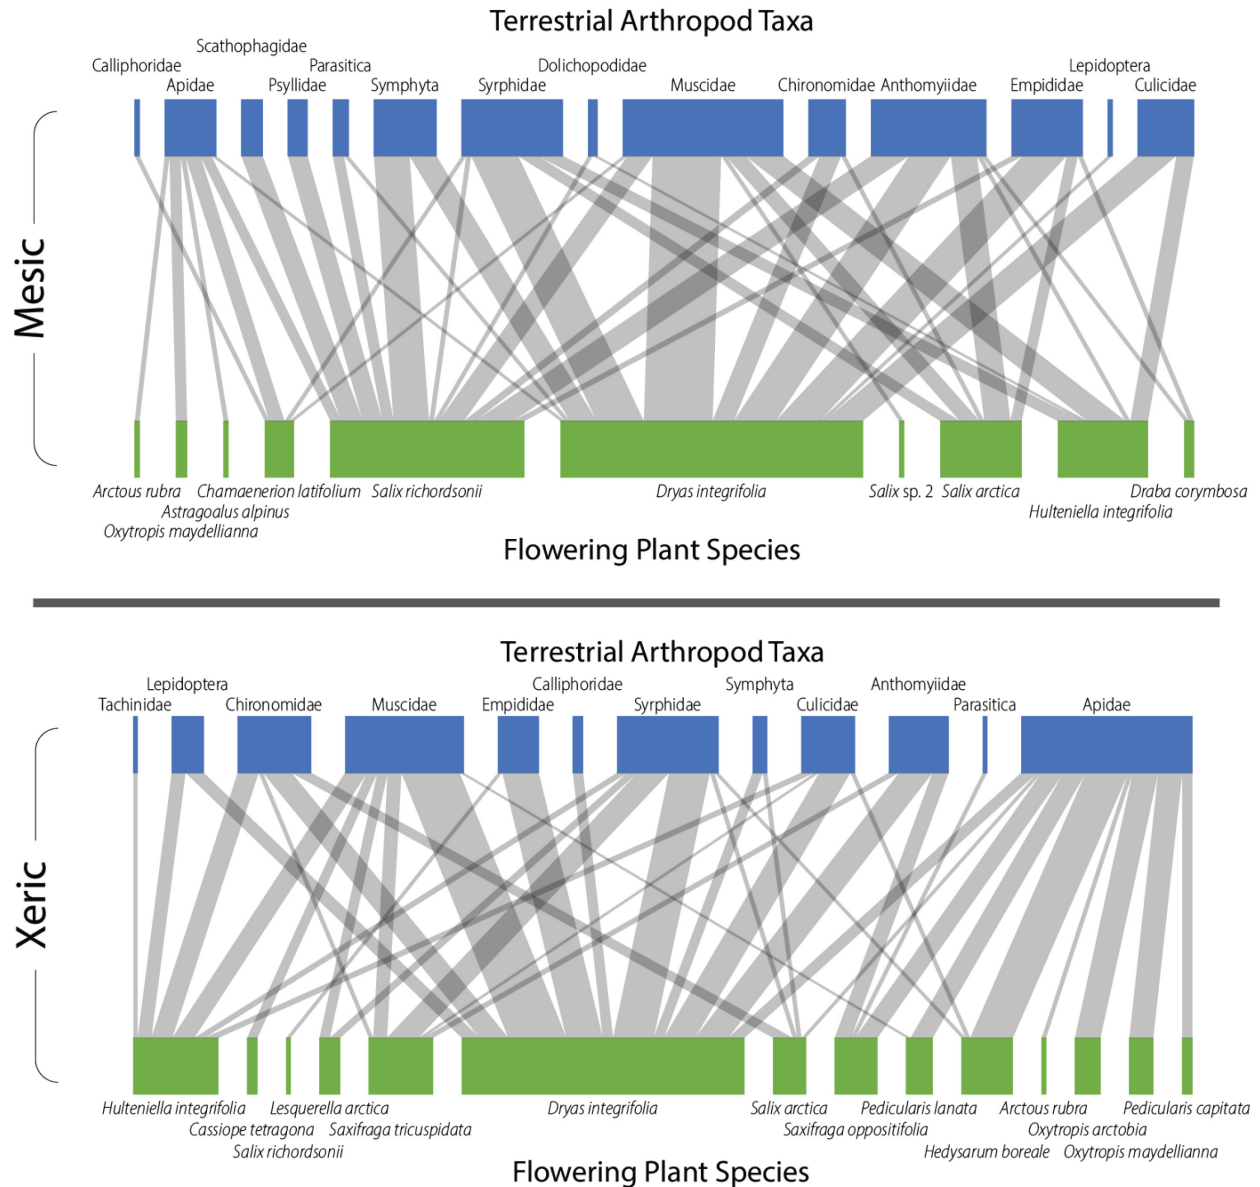 Terrestrial Arthropod Taxa
Scathophagidae
Calliphoridae Parasitica Dolichopodidae Lepidoptera
Apidae Psyllidae Symphyta Syrphidae Muscidae Chironomidae Anthomyiidae Empididae Culicidae
Mesic
Arctous rubra Chamaenerion latifolium Salix richordsonii Dryas integrifolia Salix sp. 2 Salix arctica Draba corymbosa
Astragoalus alpinus Hulteniella integrifolia
Oxytropis maydellianna
Flowering Plant Species
Terrestrial Arthropod Taxa
Lepidoptera Calliphoridae Symphyta Anthomyiidae
Tachinidae Chironomidae Muscidae Empididae Syrphidae Culicidae Parasitica Apidae
Xeric
Hulteniella integrifolia Lesquerella arctica Dryas integrifolia Salix arctica Pedicularis lanata Arctous rubra Pedicularis capitata
Cassiope tetragona Saxifraga tricuspidata Saxifraga oppositifolia Oxytropis arctobia
Salix richordsonii Hedysarum boreale Oxytropis maydellinna
Flowering Plant Species